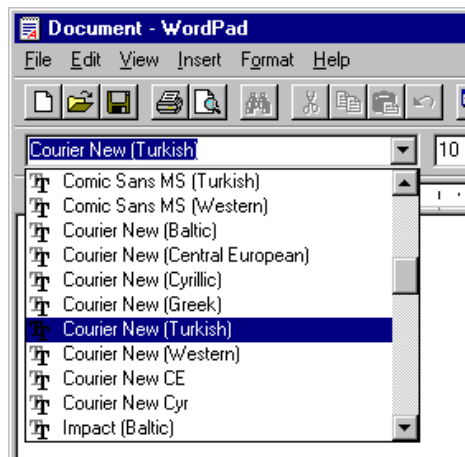 Document - WordPad
File Edit View Insert Format Help
Courier New (Turkish) 10
Comic Sans MS (Turkish)
Comic Sans MS (Western)
Courier New (Baltic)
Courier New (Central European)
Courier New (Cyrillic)
Courier New (Greek)
Courier New (Turkish)
Courier New (Western)
Courier New CE
Courier New Cyr
Impact (Baltic)